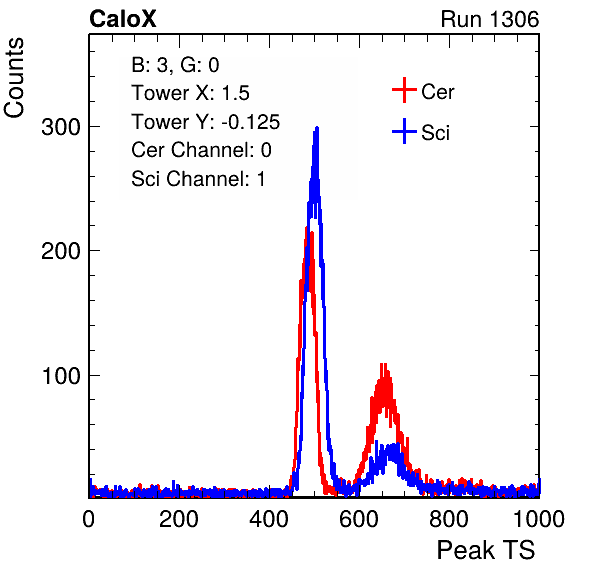 CaloX Run 1306
Counts
B: 3, G: 0
Tower X: 1.5
Tower Y: -0.125
Cer Channel: 0
Sci Channel: 1
Cer
Sci
300
200
100
0 200 400 600 800 1000
Peak TS